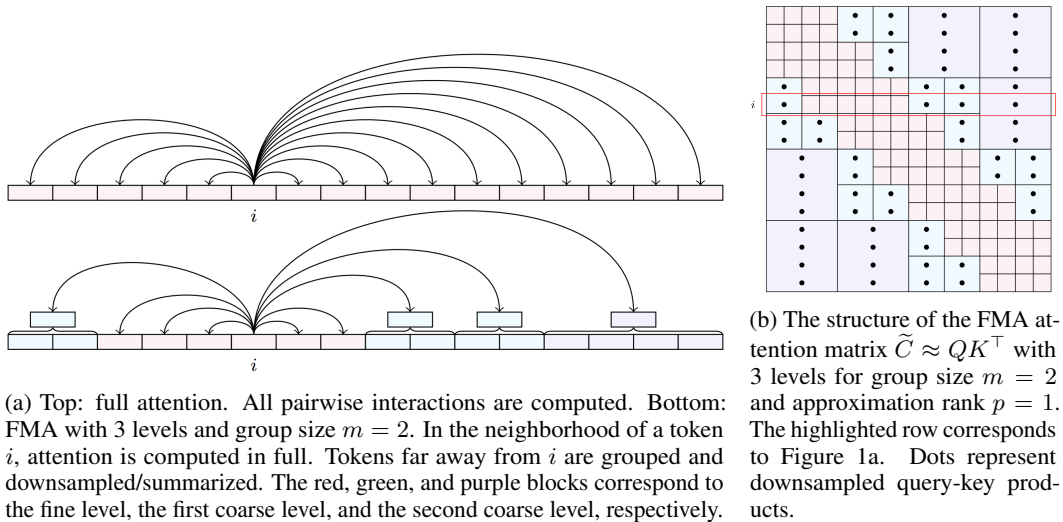 i
i
(a) Top: full attention. All pairwise interactions are computed. Bottom:
FMA with 3 levels and group size m = 2. In the neighborhood of a token
i, attention is computed in full. Tokens far away from i are grouped and
downsampled/summarized. The red, green, and purple blocks correspond to
the fine level, the first coarse level, and the second coarse level, respectively.
i
(b) The structure of the FMA at-
tention matrix C̃ ≈ QK⊤ with
3 levels for group size m = 2
and approximation rank p = 1.
The highlighted row corresponds
to Figure 1a. Dots represent
downsampled query-key prod-
ucts.